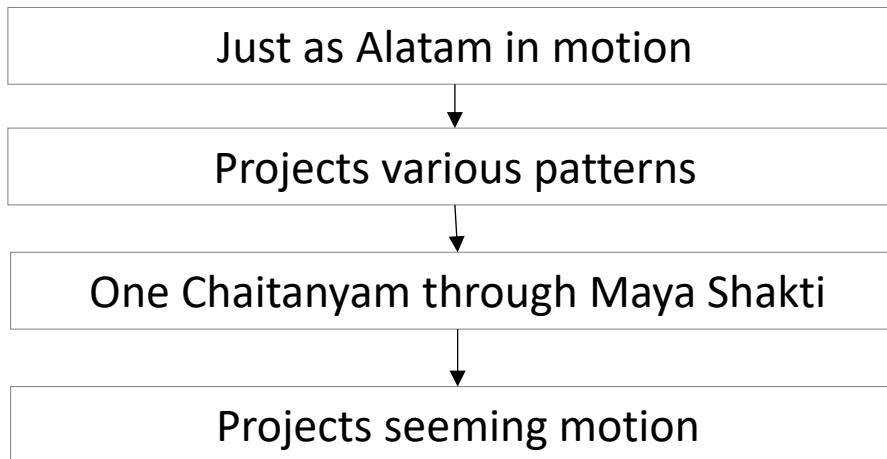 Just as Alatam in motion
Projects various patterns
One Chaitanyam through Maya Shakti
Projects seeming motion